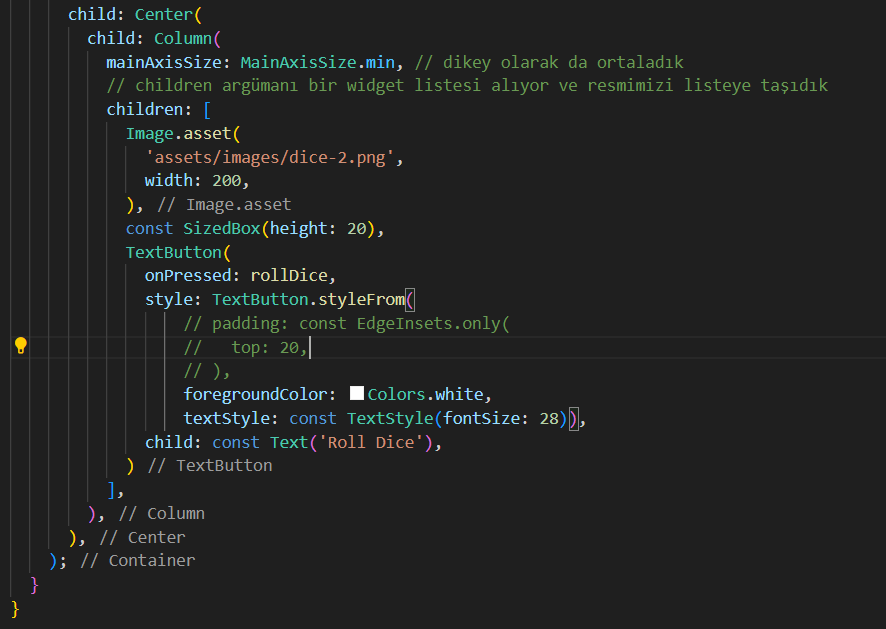 child: Center(
child: Column(
mainAxisSize: MainAxisSize.min, // dikey olarak da ortaladık
// children argümanı bir widget listesi alıyor ve resmimizi listeye taşıdık
children: [
Image.asset(
'assets/images/dice-2.png',
width: 200,
), // Image.asset
const SizedBox(height: 20),
TextButton(
onPressed: rollDice,
style: TextButton.styleFrom(
// padding: const EdgeInsets.only(
//   top: 20,
// ),
foregroundColor: Colors.white,
textStyle: const TextStyle(fontSize: 28)),
child: const Text('Roll Dice'),
) // TextButton
],
), // Column
), // Center
); // Container
}
}